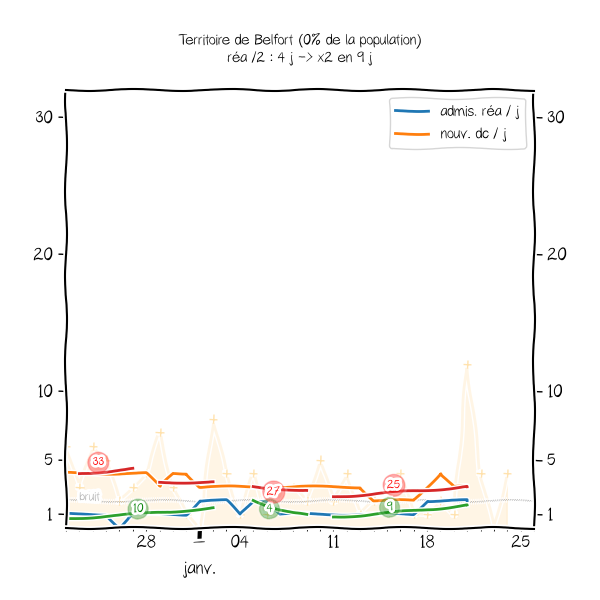 Territoire de Belfort (0% de la population)
réa /2 : 4 j -> x2 en 9 j
admis. réa / j
nouv. dc / j
30 30
20 20
10 10
5 5
1 1
33
27
25
bruit
10
4
9
28 04 11 18 25
janv.